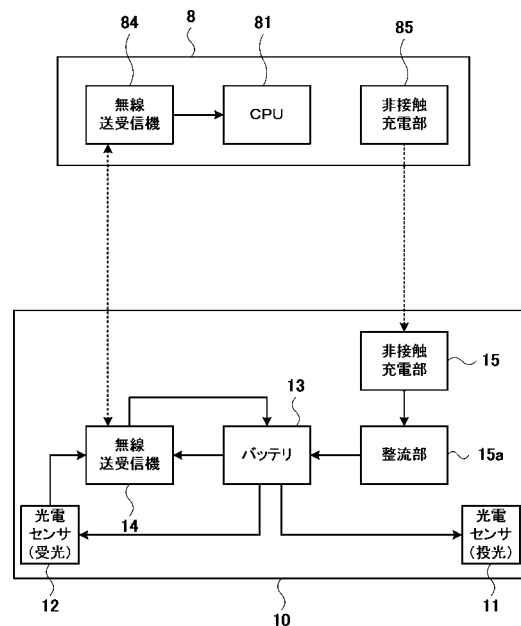 8
84
81
85
無線
送受信機
CPU
非接触
充電部
非接触
充電部
15
13
無線
送受信機
バッテリ
整流部
15a
14
光電
センサ
(受光)
光電
センサ
(投光)
12
10
11